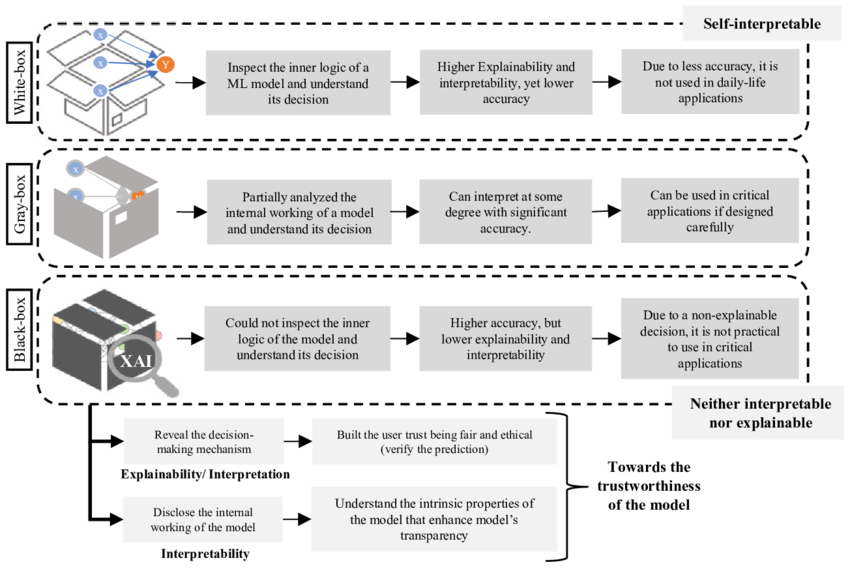 Self-interpretable
White-box
x
x
x
Y
Inspect the inner logic of a
ML model and understand
its decision
Higher Explainability and
interpretability, yet lower
accuracy
Due to less accuracy, it is
not used in daily-life
applications
Gray-box
x
x
Partially analyzed the
internal working of a model
and understand its decision
Can interpret at some
degree with significant
accuracy.
Can be used in critical
applications if designed
carefully
Black-box
XAI
Could not inspect the inner
logic of the model and
understand its decision
Higher accuracy, but
lower explainability and
interpretability
Due to a non-explainable
decision, it is not practical
to use in critical
applications
Neither interpretable
nor explainable
Reveal the decision-
making mechanism
Built the user trust being fair and ethical
(verify the prediction)
Explainability/ Interpretation
Disclose the internal
working of the model
Understand the intrinsic properties of
the model that enhance model's
transparency
Interpretability
Towards the
trustworthiness
of the model